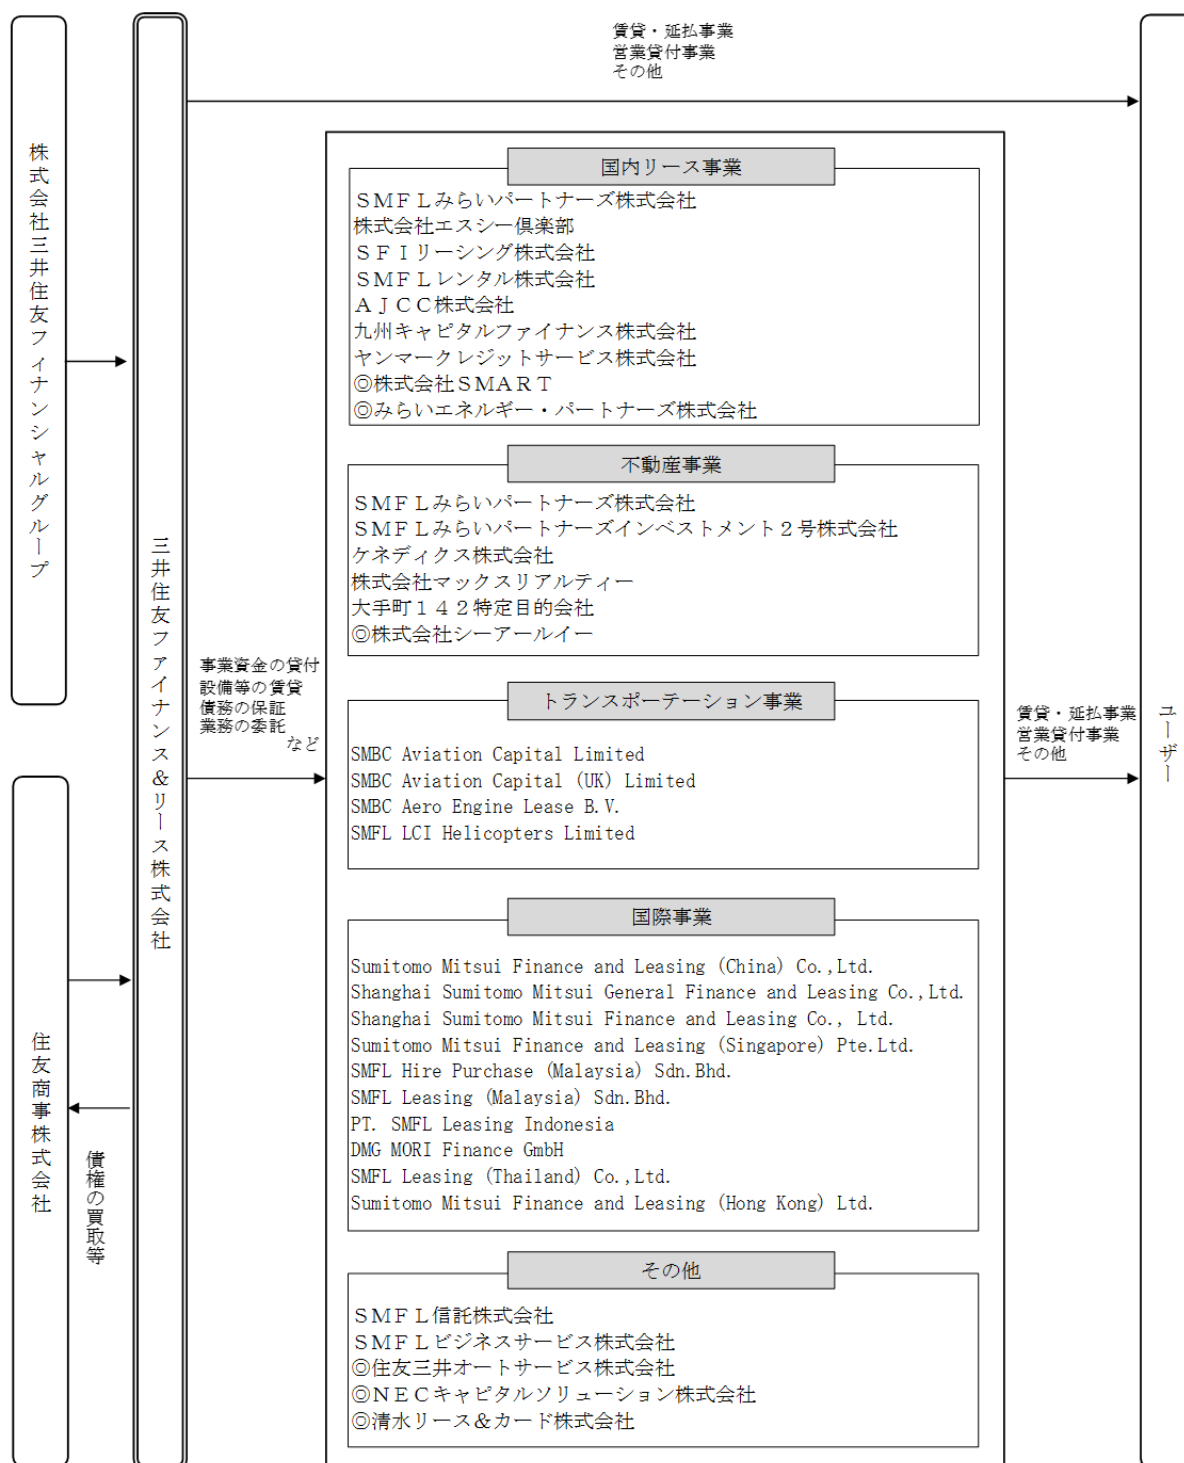 株式会社三井住友フィナンシャルグループ
住友商事株式会社
債権の買取等
三井住友ファイナンス&リース株式会社
賃貸・延払事業
営業貸付事業
その他
事業資金の貸付
設備等の賃貸
債務の保証
業務の委託
など
国内リース事業
SMFLみらいパートナーズ株式会社
株式会社エスシー倶楽部
SFIリーシング株式会社
SMFLレンタル株式会社
AJCC株式会社
九州キャピタルファイナンス株式会社
ヤンマークレジットサービス株式会社
◎株式会社SMART
◎みらいエネルギー・パートナーズ株式会社
不動産事業
SMFLみらいパートナーズ株式会社
SMFLみらいパートナーズインベストメント2号株式会社
ケネディクス株式会社
株式会社マックスリアルティー
大手町142特定目的会社
◎株式会社シーアールイー
トランスポーテーション事業
SMBC Aviation Capital Limited
SMBC Aviation Capital (UK) Limited
SMBC Aero Engine Lease B.V.
SMFL LCI Helicopters Limited
国際事業
Sumitomo Mitsui Finance and Leasing (China) Co.,Ltd.
Shanghai Sumitomo Mitsui General Finance and Leasing Co.,Ltd.
Shanghai Sumitomo Mitsui Finance and Leasing Co., Ltd.
Sumitomo Mitsui Finance and Leasing (Singapore) Pte.Ltd.
SMFL Hire Purchase (Malaysia) Sdn.Bhd.
SMFL Leasing (Malaysia) Sdn.Bhd.
PT. SMFL Leasing Indonesia
DMG MORI Finance GmbH
SMFL Leasing (Thailand) Co.,Ltd.
Sumitomo Mitsui Finance and Leasing (Hong Kong) Ltd.
その他
SMFL信託株式会社
SMFLビジネスサービス株式会社
◎住友三井オートサービス株式会社
◎NECキャピタルソリューション株式会社
◎清水リース&カード株式会社
賃貸・延払事業
営業貸付事業
その他
ユーザー